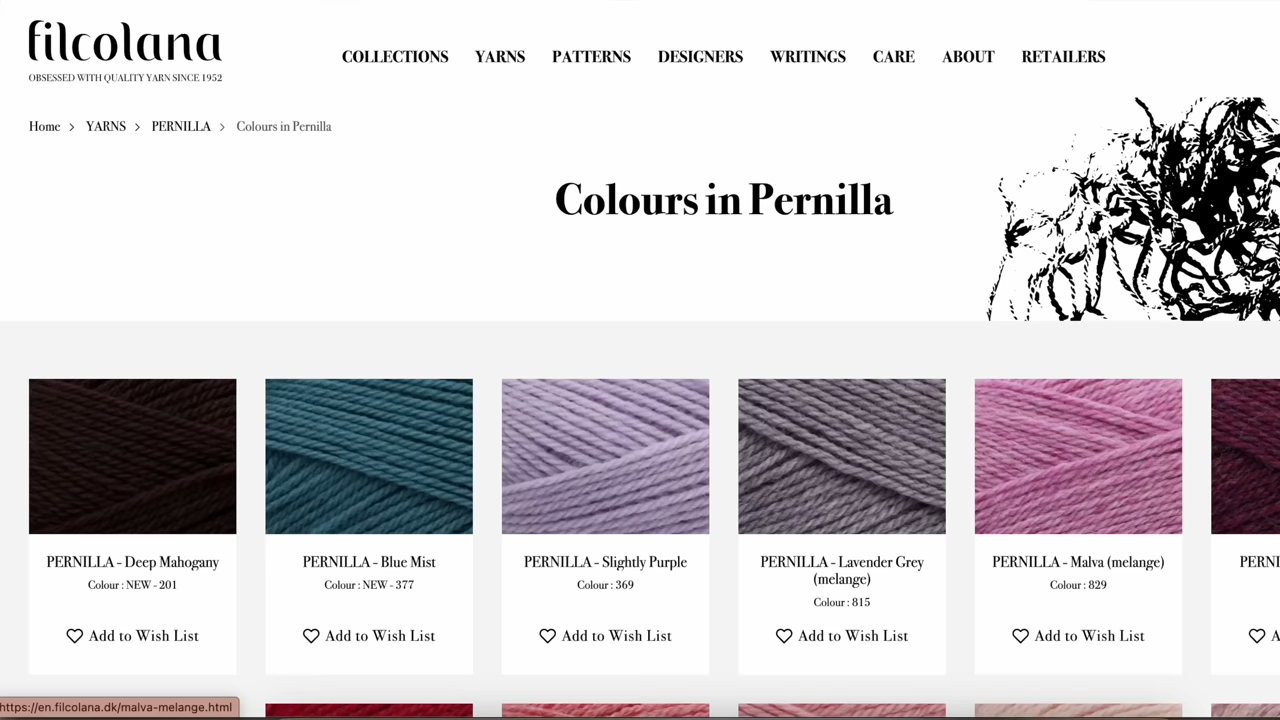 filcolana
OBSESSED WITH QUALITY YARN SINCE 1952
COLLECTIONS YARNS PATTERNS DESIGNERS WRITINGS CARE ABOUT RETAILERS
Home > YARNS > PERNILLA > Colours in Pernilla
Colours in Pernilla
PERNILLA - Deep Mahogany
Colour : NEW - 201
Add to Wish List
PERNILLA - Blue Mist
Colour : NEW - 377
Add to Wish List
PERNILLA - Slightly Purple
Colour : 369
Add to Wish List
PERNILLA - Lavender Grey
(melange)
Colour : 815
Add to Wish List
PERNILLA - Malva (melange)
Colour : 829
Add to Wish List
https://en.filcolana.dk/malva-melange.html